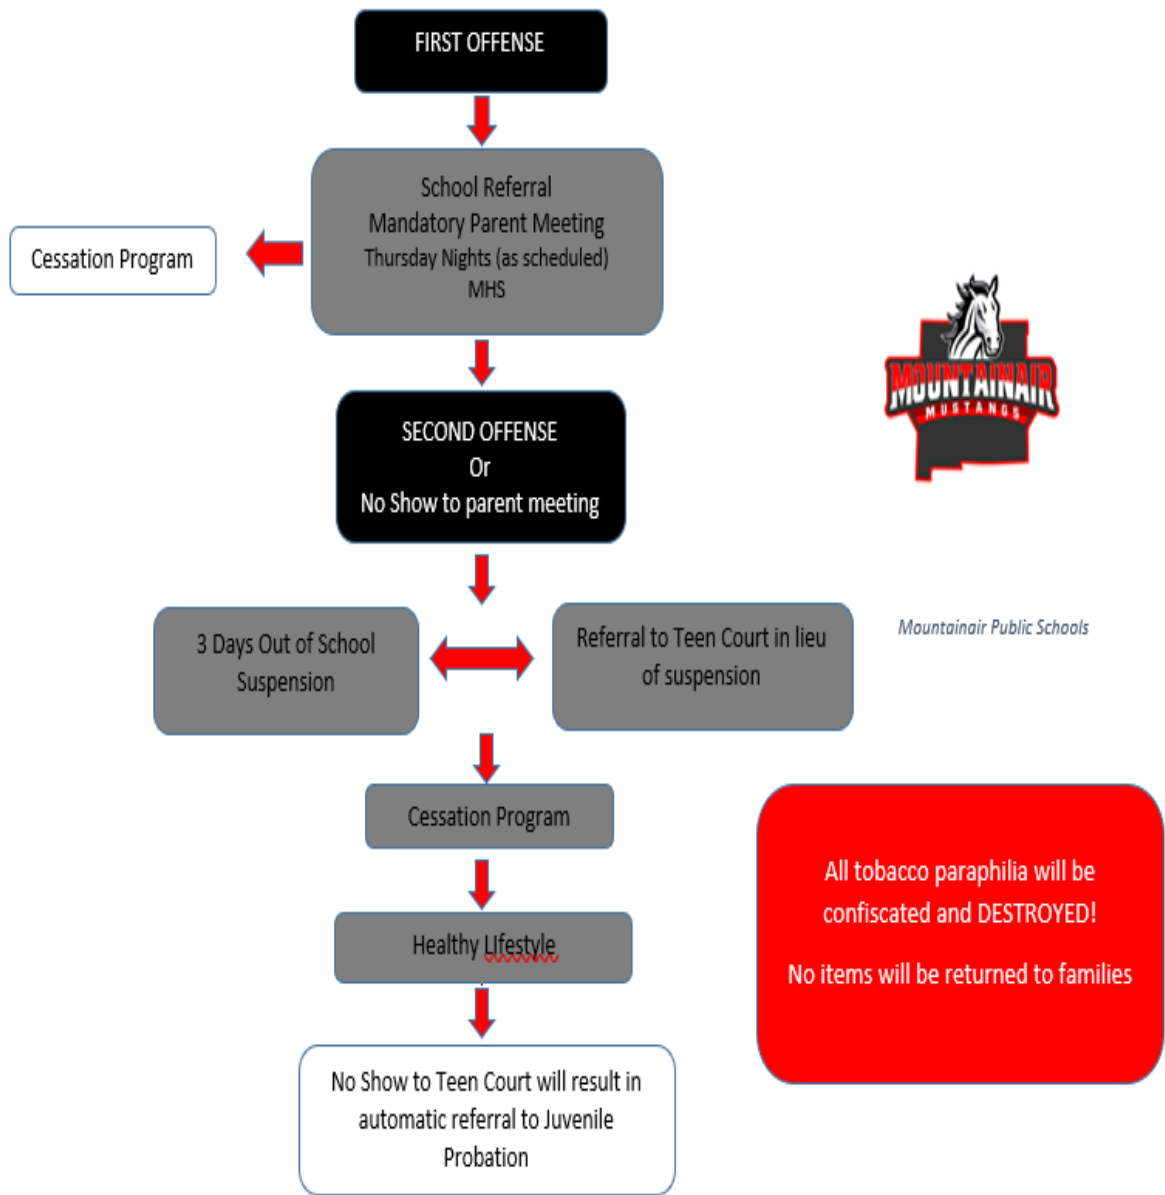 FIRST OFFENSE
School Referral
Mandatory Parent Meeting
Thursday Nights (as scheduled)
MHS
Cessation Program
MOUNTAINAIR
MUSTANGS
SECOND OFFENSE
Or
No Show to parent meeting
3 Days Out of School
Suspension
Referral to Teen Court in lieu
of suspension
Mountainair Public Schools
Cessation Program
Healthy LIfestyle
No Show to Teen Court will result in
automatic referral to Juvenile
Probation
All tobacco paraphilia will be
confiscated and DESTROYED!
No items will be returned to families